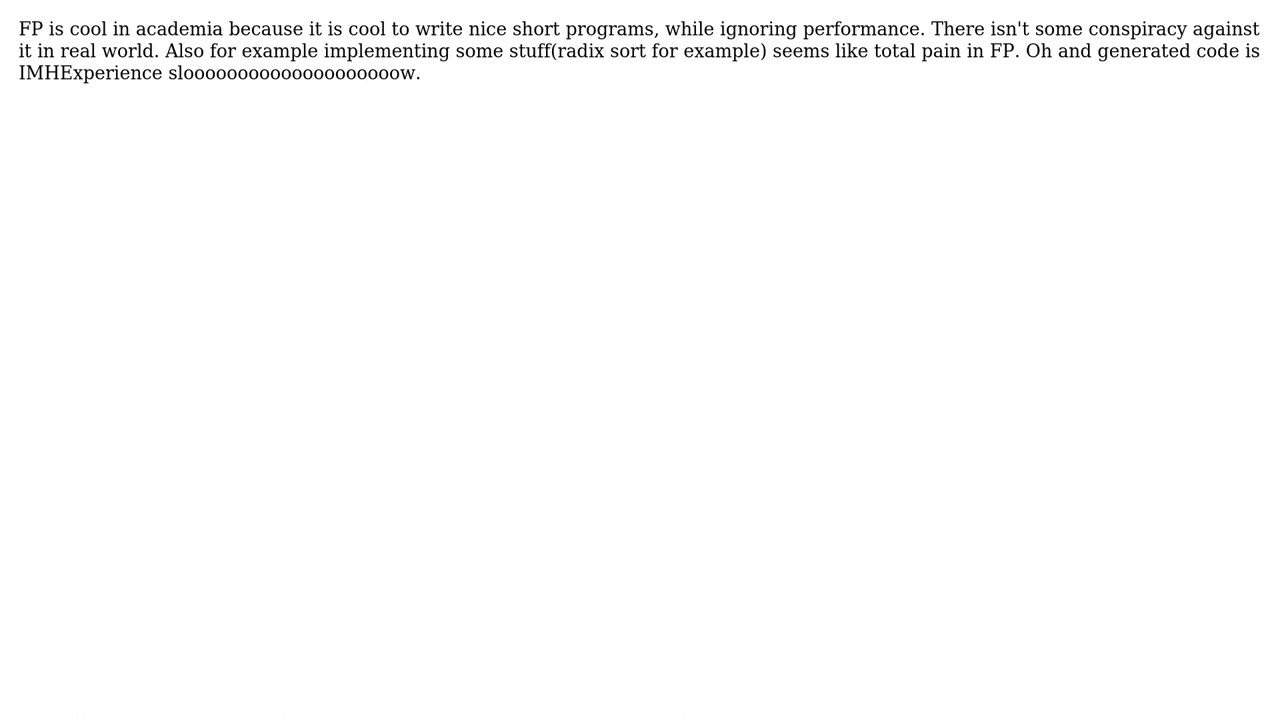 FP is cool in academia because it is cool to write nice short programs, while ignoring performance. There isn't some conspiracy against
it in real world. Also for example implementing some stuff(radix sort for example) seems like total pain in FP. Oh and generated code is
IMHExperience sloooooooooooooooooooow.